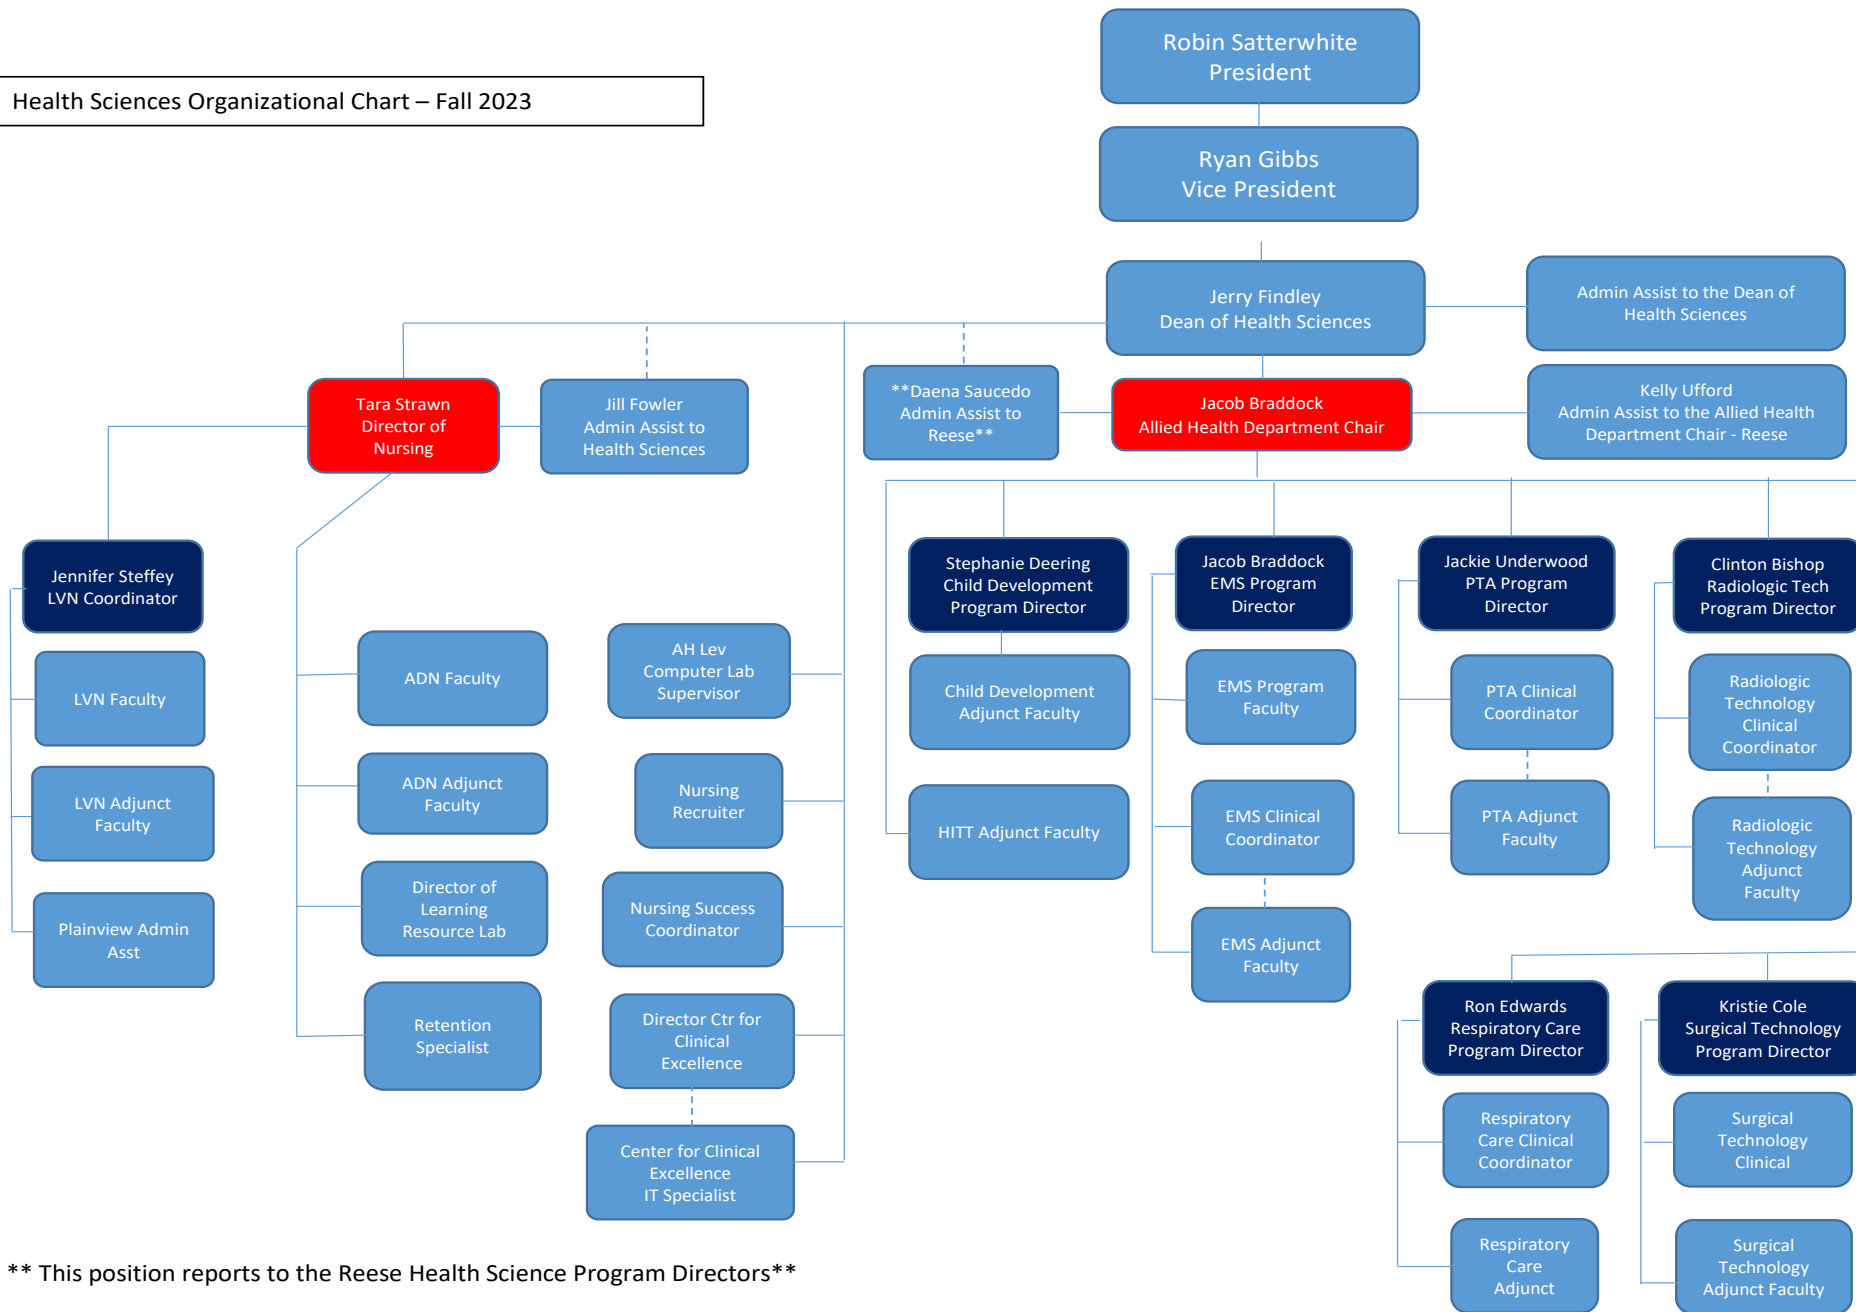 Robin Satterwhite
President
Health Sciences Organizational Chart – Fall 2023
Ryan Gibbs
Vice President
Jerry Findley
Dean of Health Sciences
Admin Assist to the Dean of
Health Sciences
Tara Strawn
Director of
Nursing
Jill Fowler
Admin Assist to
Health Sciences
**Daena Saucedo
Admin Assist to
Reese**
Jacob Braddock
Allied Health Department Chair
Kelly Ufford
Admin Assist to the Allied Health
Department Chair - Reese
Jennifer Steffey
LVN Coordinator
LVN Faculty
LVN Adjunct
Faculty
Plainview Admin
Asst
ADN Faculty
ADN Adjunct
Faculty
Director of
Learning
Resource Lab
Retention
Specialist
AH Lev
Computer Lab
Supervisor
Nursing
Recruiter
Nursing Success
Coordinator
Director Ctr for
Clinical
Excellence
Center for Clinical
Excellence
IT Specialist
Stephanie Deering
Child Development
Program Director
Child Development
Adjunct Faculty
HITT Adjunct Faculty
Jacob Braddock
EMS Program
Director
EMS Program
Faculty
EMS Clinical
Coordinator
EMS Adjunct
Faculty
Jackie Underwood
PTA Program
Director
PTA Clinical
Coordinator
PTA Adjunct
Faculty
Clinton Bishop
Radiologic Tech
Program Director
Radiologic
Technology
Clinical
Coordinator
Radiologic
Technology
Adjunct
Faculty
Ron Edwards
Respiratory Care
Program Director
Respiratory
Care Clinical
Coordinator
Respiratory
Care
Adjunct
Kristie Cole
Surgical Technology
Program Director
Surgical
Technology
Clinical
Surgical
Technology
Adjunct Faculty
** This position reports to the Reese Health Science Program Directors**